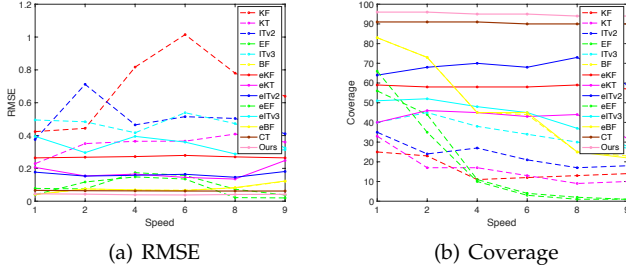 1.2
1
0.8
0.6
0.4
0.2
0
RMSE
1 2 4 6 8 9
Speed
KF
KT
ITv2
EF
ITv3
BF
eKF
eKT
eITv2
eEF
eITv3
eBF
CT
Ours
(a) RMSE
100
90
80
70
60
50
40
30
20
10
0
Coverage
1 2 4 6 8 9
Speed
KF
KT
ITv2
EF
ITv3
BF
eKF
eKT
eITv2
eEF
eITv3
eBF
CT
Ours
(b) Coverage